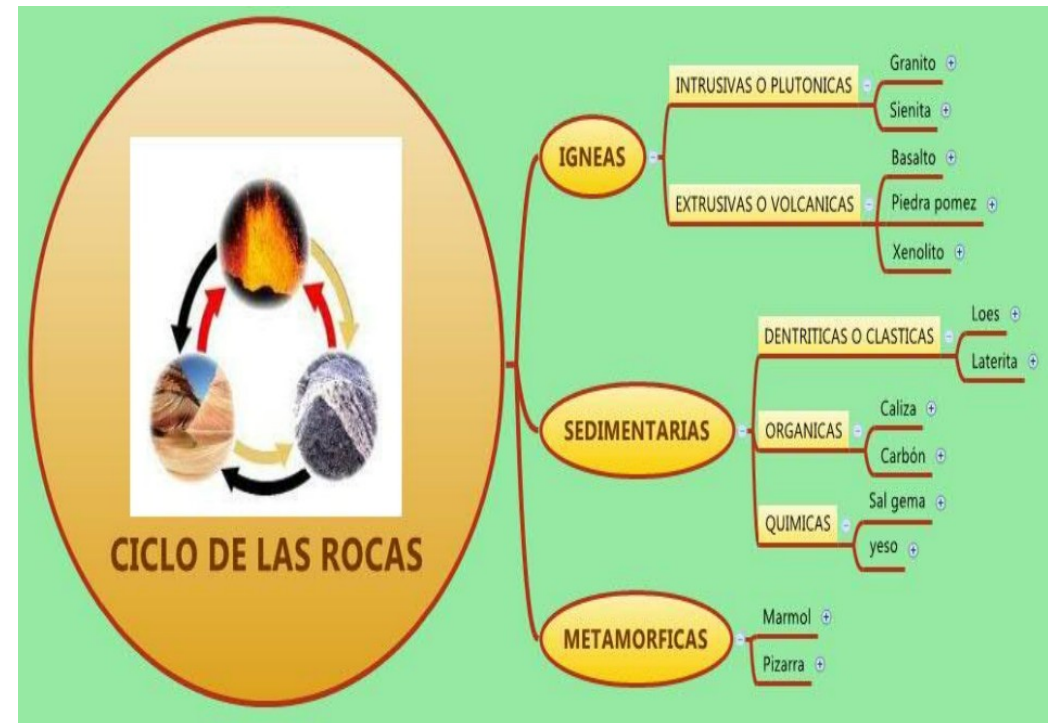 CICLO DE LAS ROCAS
IGNEAS
INTRUSIVAS O PLUTONICAS
Granito
Sienita
EXTRUSIVAS O VOLCANICAS
Basalto
Piedra pomez
Xenolito
SEDIMENTARIAS
DENTRITICAS O CLASTICAS
Loes
Laterita
ORGANICAS
Caliza
Carbón
QUIMICAS
Sal gema
yeso
METAMORFICAS
Marmol
Pizarra